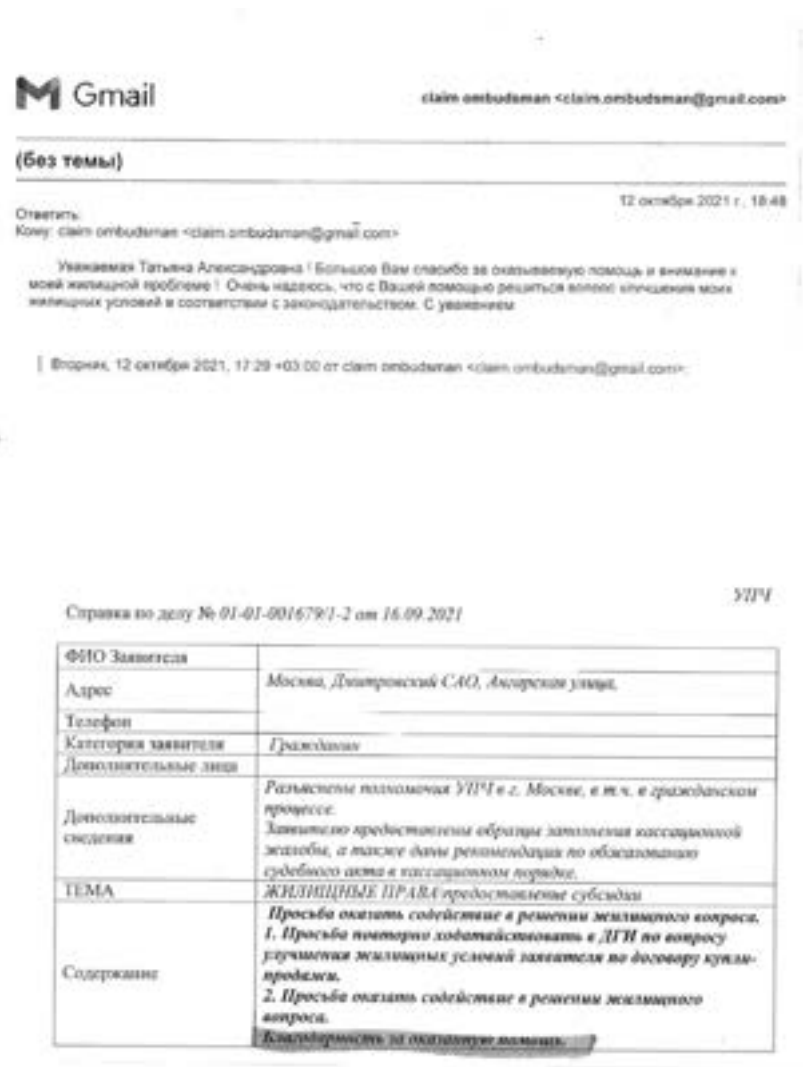 Gmail
claim ombudsman <claim.ombudsman@gmail.com>
(без темы)
12 октября 2021 г., 18:48
Ответить:
Кому: claim ombudsman <claim.ombudsman@gmail.com>
Уважаемая Татьяна Александровна ! Большое Вам спасибо за оказываемую помощь и внимание к
моей жилищной проблеме ! Очень надеюсь, что с Вашей помощью решиться вопрос улучшения моих
жилищных условий в соответствии с законодательством. С уважением
Вторник, 12 октября 2021, 17:29 +03:00 от claim ombudsman <claim.ombudsman@gmail.com>:
УПЧ
Справка по делу № 01-01-001679/1-2 от 16.09.2021
ФИО Заявителя
Адрес
Москва, Дмитровский САО, Ангарская улица,
Телефон
Категория заявителя
Гражданин
Дополнительные лица
Дополнительные сведения
Разъяснены полномочия УПЧ в г. Москве, в т.ч. в гражданском
процессе.
Заявителю предоставлены образцы заполнения кассационной
жалобы, а также даны рекомендации по обжалованию
судебного акта в кассационном порядке.
ТЕМА
ЖИЛИЩНЫЕ ПРАВА/предоставление субсидии
Содержание
Просьба оказать содействие в решении жилищного вопроса.
1. Просьба повторно ходатайствовать в ДГИ по вопросу
улучшения жилищных условий заявителя по договору купли-
продажи.
2. Просьба оказать содействие в решении жилищного
вопроса.
Благодарность за оказанную помощь.